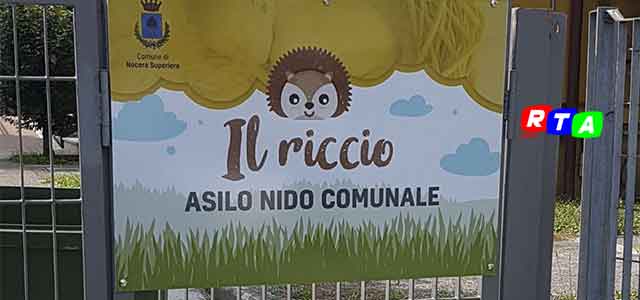 Comune di
Nocera Superiore
Il riccio
ASILO NIDO COMUNALE
RTA